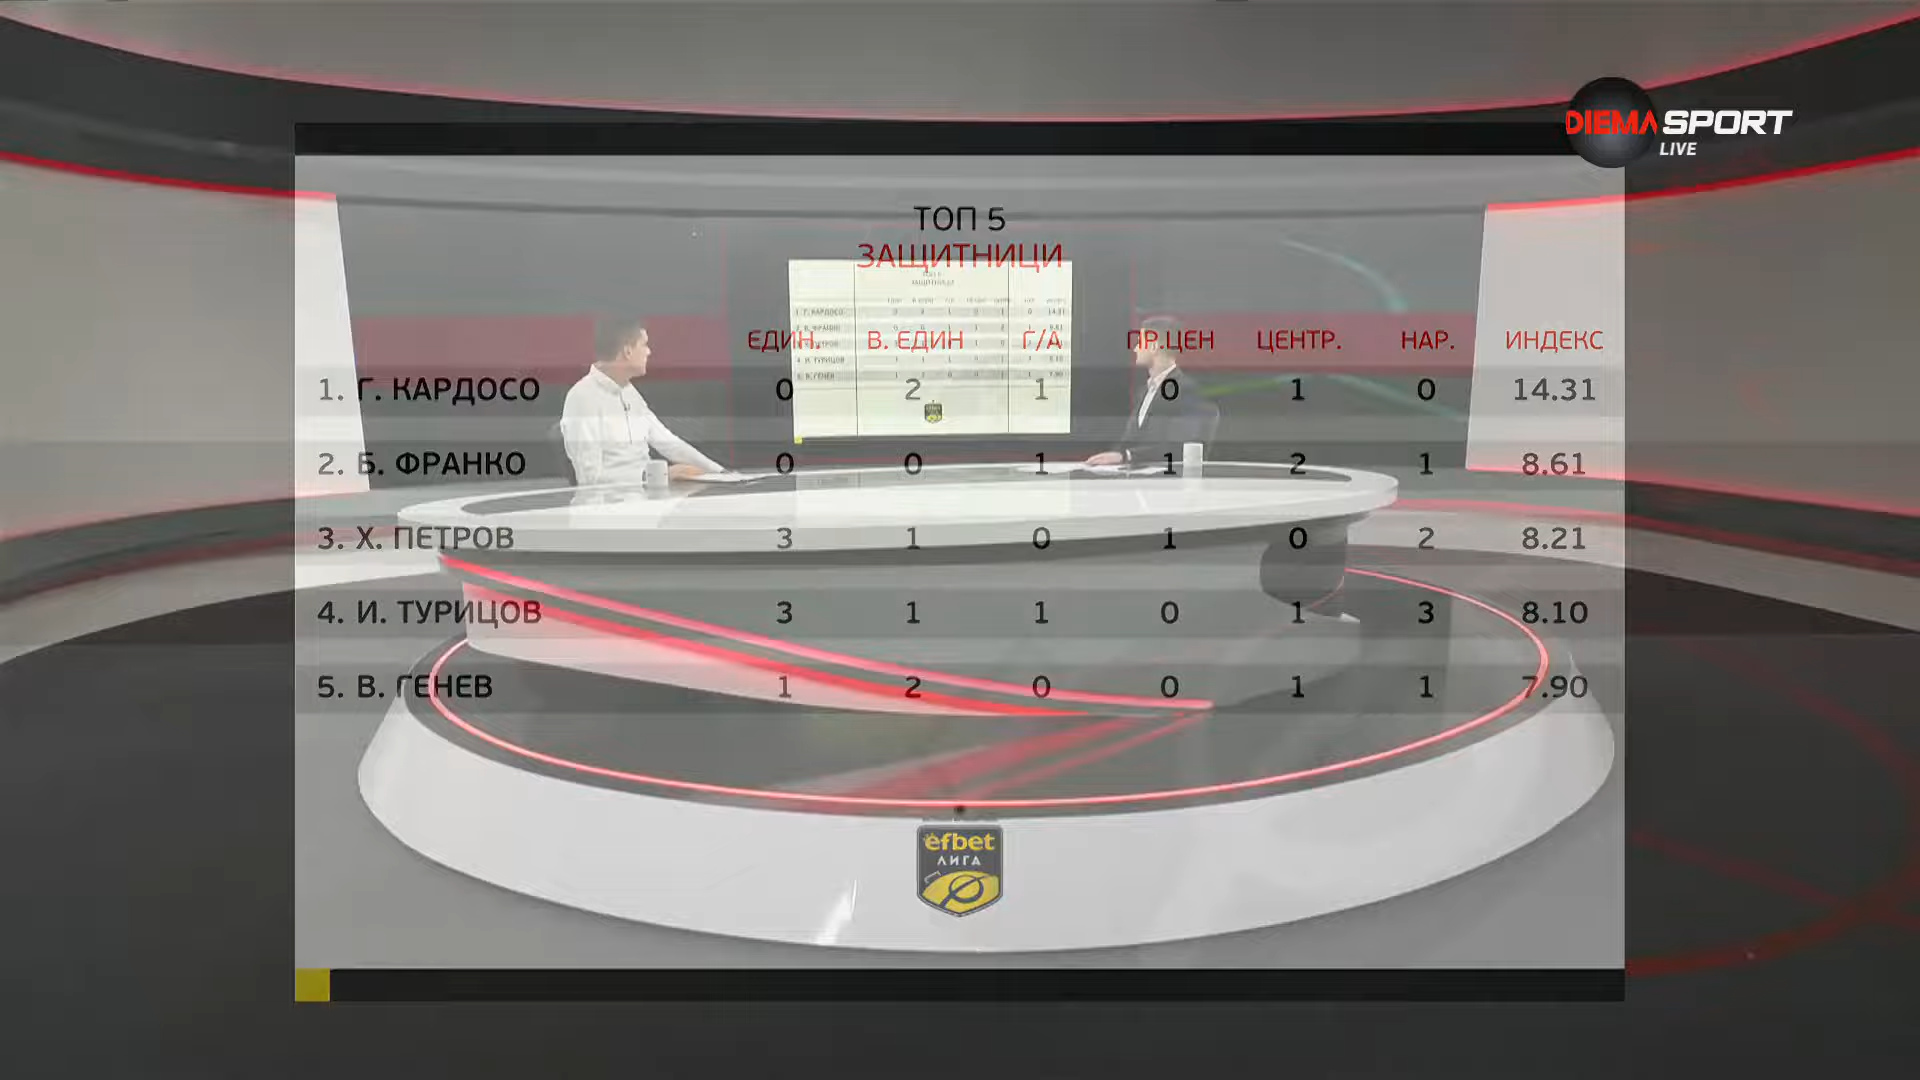 DIEMA SPORT
LIVE
ТОП 5
ЗАЩИТНИЦИ
ЕДИН. В. ЕДИН Г/А ПР.ЦЕН ЦЕНТР. НАР. ИНДЕКС
1. Г. КАРДОСО 0 2 1 0 1 0 14.31
2. Б. ФРАНКО 0 0 1 1 2 1 8.61
3. Х. ПЕТРОВ 3 1 0 1 0 2 8.21
4. И. ТУРИЦОВ 3 1 1 0 1 3 8.10
5. В. ГЕНЕВ 1 2 0 0 1 1 7.90
efbet
ЛИГА